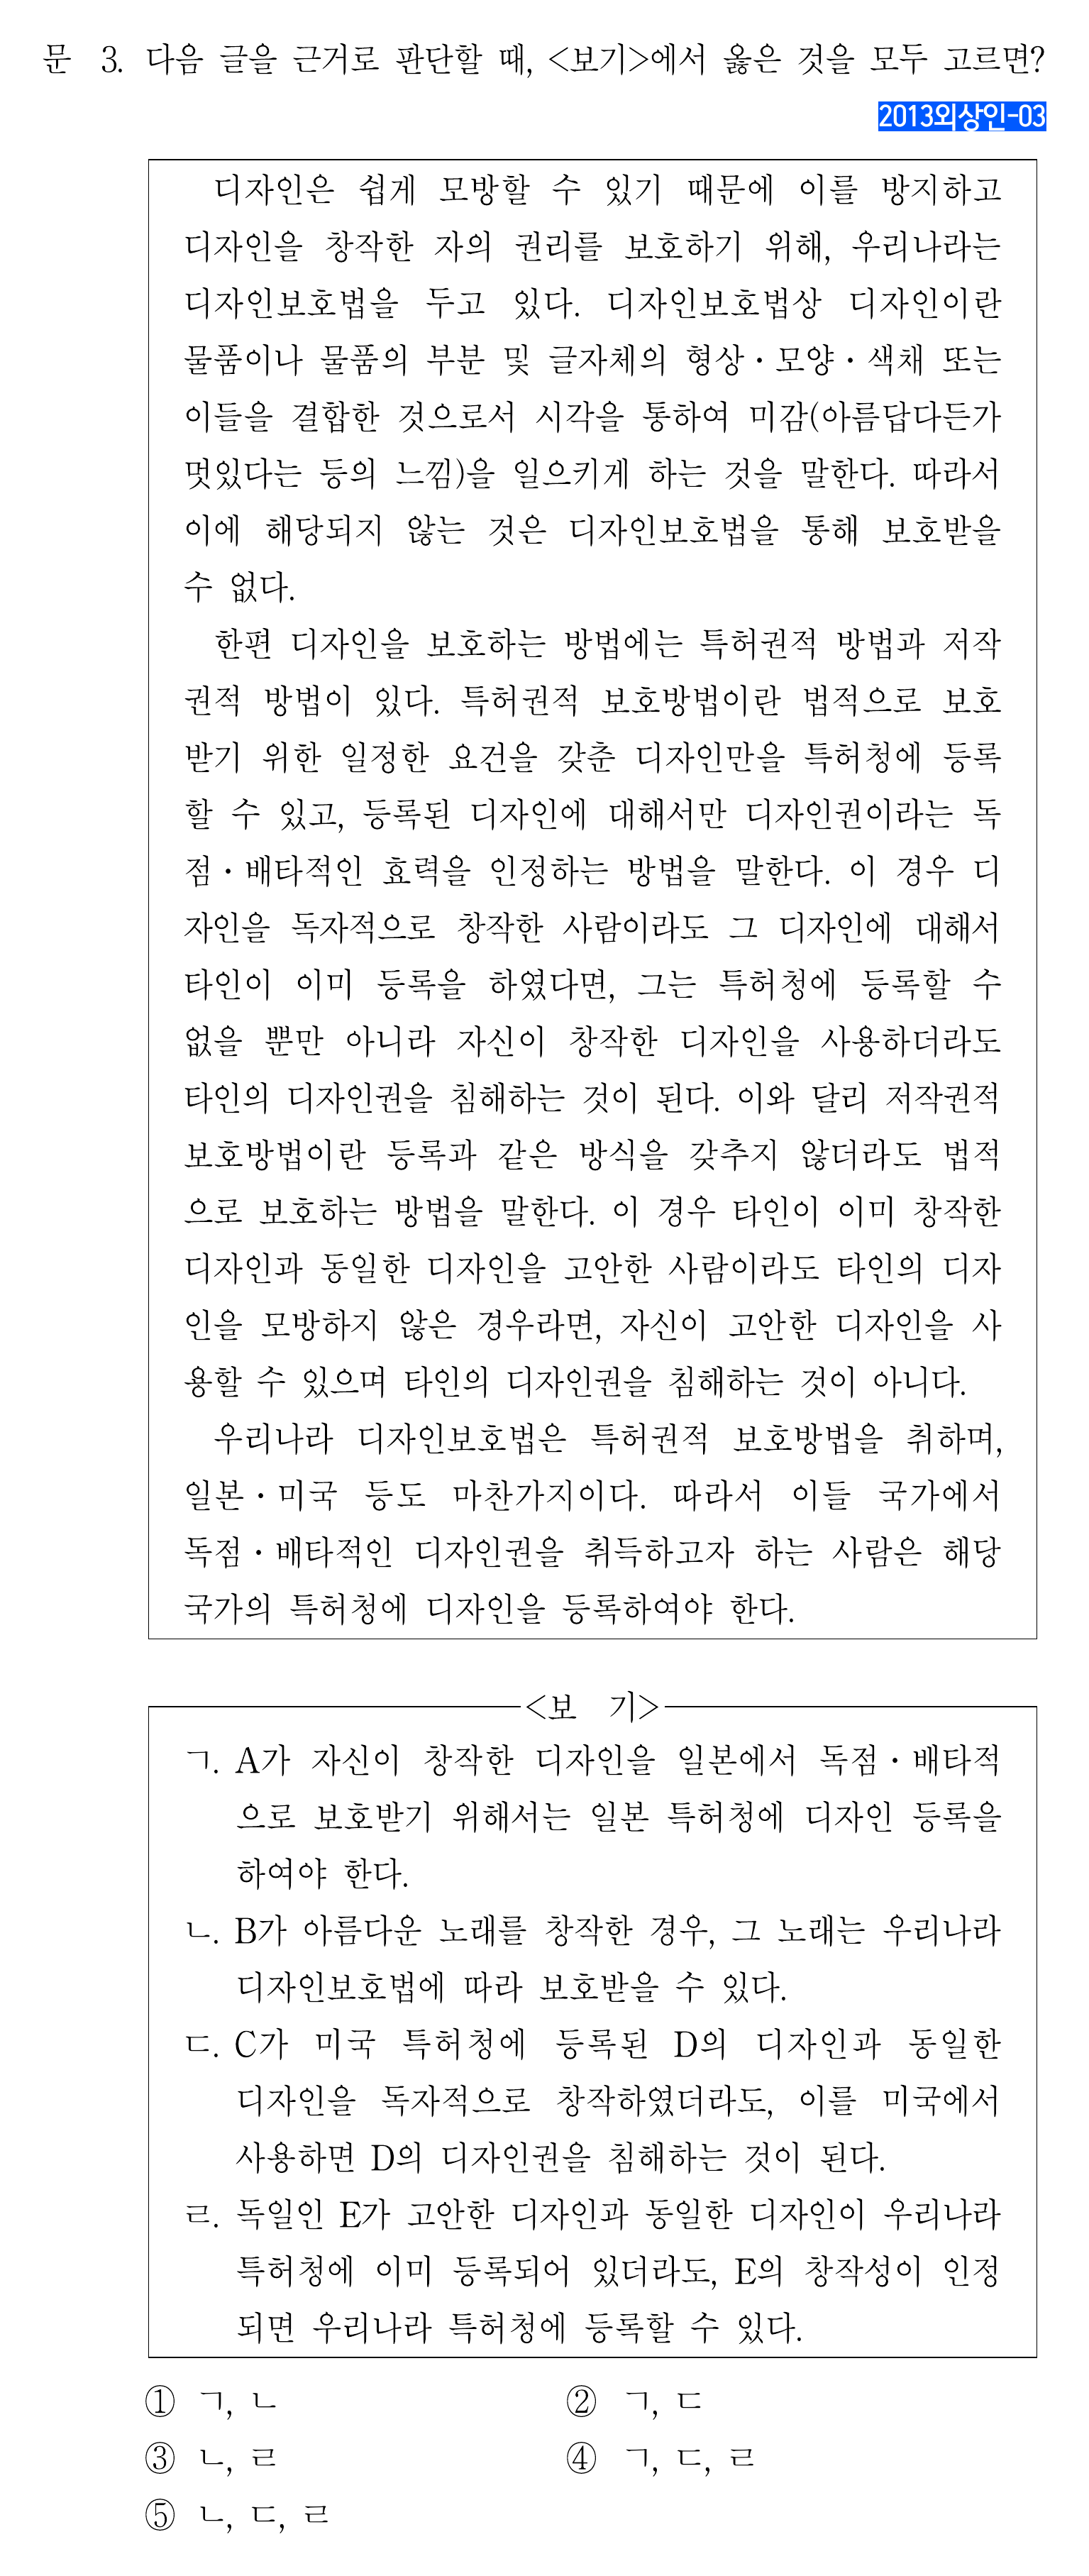 문 3. 다음 글을 근거로 판단할 때, <보기>에서 옳은 것을 모두 고르면?
2013외상인-03
디자인은 쉽게 모방할 수 있기 때문에 이를 방지하고
디자인을 창작한 자의 권리를 보호하기 위해, 우리나라는
디자인보호법을 두고 있다. 디자인보호법상 디자인이란
물품이나 물품의 부분 및 글자체의 형상·모양·색채 또는
이들을 결합한 것으로서 시각을 통하여 미감(아름답다든가
멋있다는 등의 느낌)을 일으키게 하는 것을 말한다. 따라서
이에 해당되지 않는 것은 디자인보호법을 통해 보호받을
수 없다.
한편 디자인을 보호하는 방법에는 특허권적 방법과 저작
권적 방법이 있다. 특허권적 보호방법이란 법적으로 보호
받기 위한 일정한 요건을 갖춘 디자인만을 특허청에 등록
할 수 있고, 등록된 디자인에 대해서만 디자인권이라는 독
점·배타적인 효력을 인정하는 방법을 말한다. 이 경우 디
자인을 독자적으로 창작한 사람이라도 그 디자인에 대해서
타인이 이미 등록을 하였다면, 그는 특허청에 등록할 수
없을 뿐만 아니라 자신이 창작한 디자인을 사용하더라도
타인의 디자인권을 침해하는 것이 된다. 이와 달리 저작권적
보호방법이란 등록과 같은 방식을 갖추지 않더라도 법적
으로 보호하는 방법을 말한다. 이 경우 타인이 이미 창작한
디자인과 동일한 디자인을 고안한 사람이라도 타인의 디자
인을 모방하지 않은 경우라면, 자신이 고안한 디자인을 사
용할 수 있으며 타인의 디자인권을 침해하는 것이 아니다.
우리나라 디자인보호법은 특허권적 보호방법을 취하며,
일본·미국 등도 마찬가지이다. 따라서 이들 국가에서
독점·배타적인 디자인권을 취득하고자 하는 사람은 해당
국가의 특허청에 디자인을 등록하여야 한다.
<보 기>
ㄱ. A가 자신이 창작한 디자인을 일본에서 독점·배타적
으로 보호받기 위해서는 일본 특허청에 디자인 등록을
하여야 한다.
ㄴ. B가 아름다운 노래를 창작한 경우, 그 노래는 우리나라
디자인보호법에 따라 보호받을 수 있다.
ㄷ. C가 미국 특허청에 등록된 D의 디자인과 동일한
디자인을 독자적으로 창작하였더라도, 이를 미국에서
사용하면 D의 디자인권을 침해하는 것이 된다.
ㄹ. 독일인 E가 고안한 디자인과 동일한 디자인이 우리나라
특허청에 이미 등록되어 있더라도, E의 창작성이 인정
되면 우리나라 특허청에 등록할 수 있다.
① ㄱ, ㄴ ② ㄱ, ㄷ
③ ㄴ, ㄹ ④ ㄱ, ㄷ, ㄹ
⑤ ㄴ, ㄷ, ㄹ